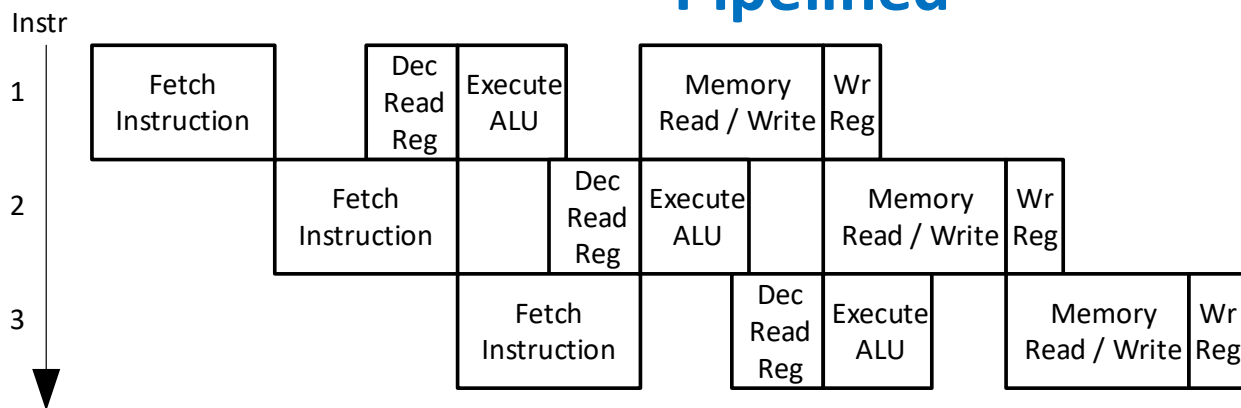 Pipelined
Instr
1
Fetch
Instruction
Dec
Read
Reg
Execute
ALU
Memory
Read / Write
Wr
Reg
2
Fetch
Instruction
Dec
Read
Reg
Execute
ALU
Memory
Read / Write
Wr
Reg
3
Fetch
Instruction
Dec
Read
Reg
Execute
ALU
Memory
Read / Write
Wr
Reg